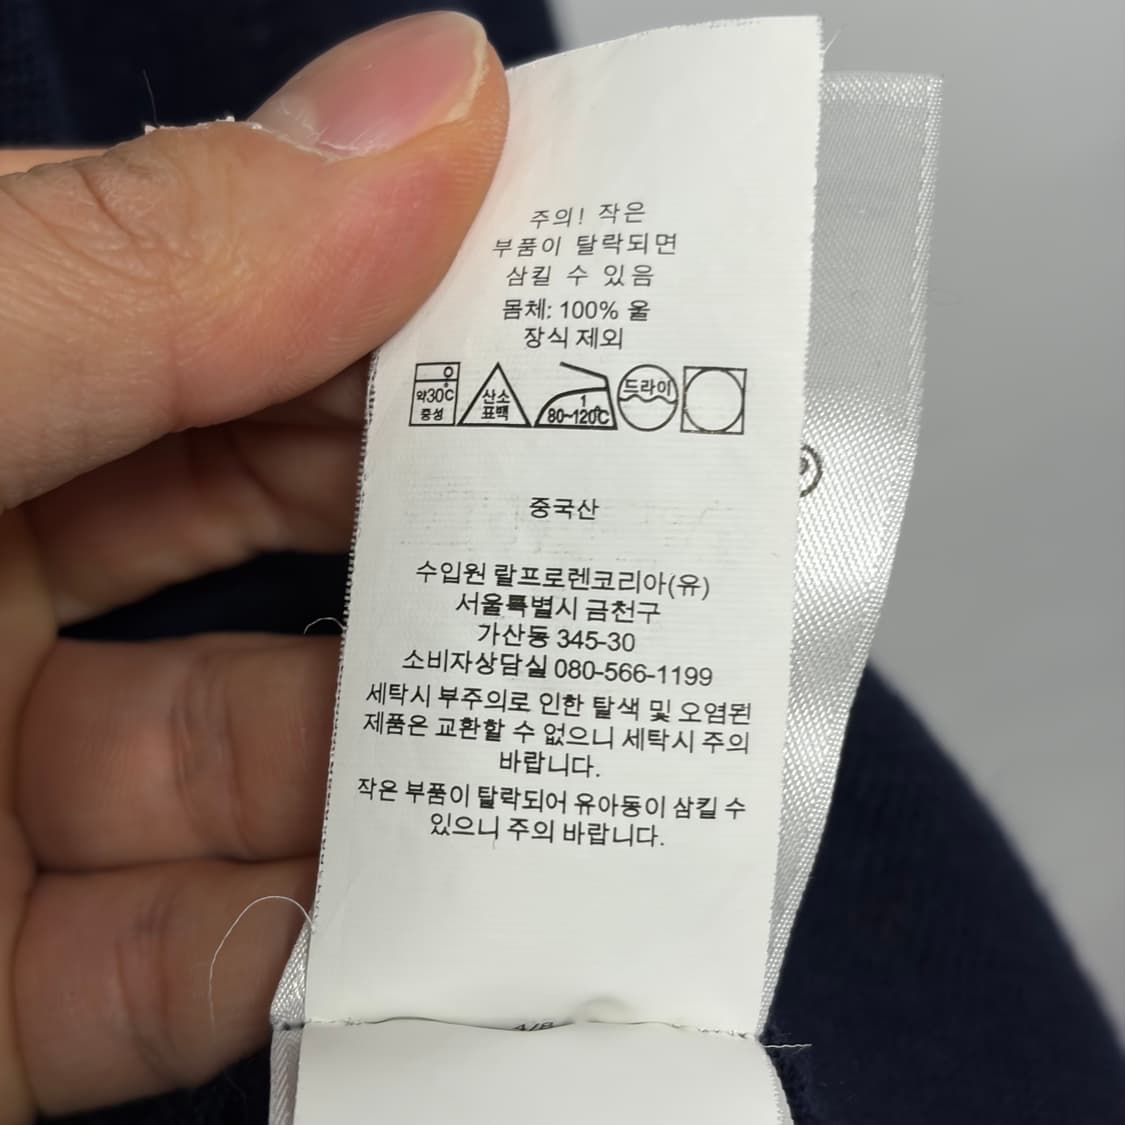 주의! 작은
부품이 탈락되면
삼킬 수 있음
몸체: 100% 울
장식 제외
약30℃
중성
산소
표백
1
80~120℃
드라이
중국산
수입원 랄프로렌코리아(유)
서울특별시 금천구
가산동 345-30
소비자상담실 080-566-1199
세탁시 부주의로 인한 탈색 및 오염된
제품은 교환할 수 없으니 세탁시 주의
바랍니다.
작은 부품이 탈락되어 유아동이 삼킬 수
있으니 주의 바랍니다.